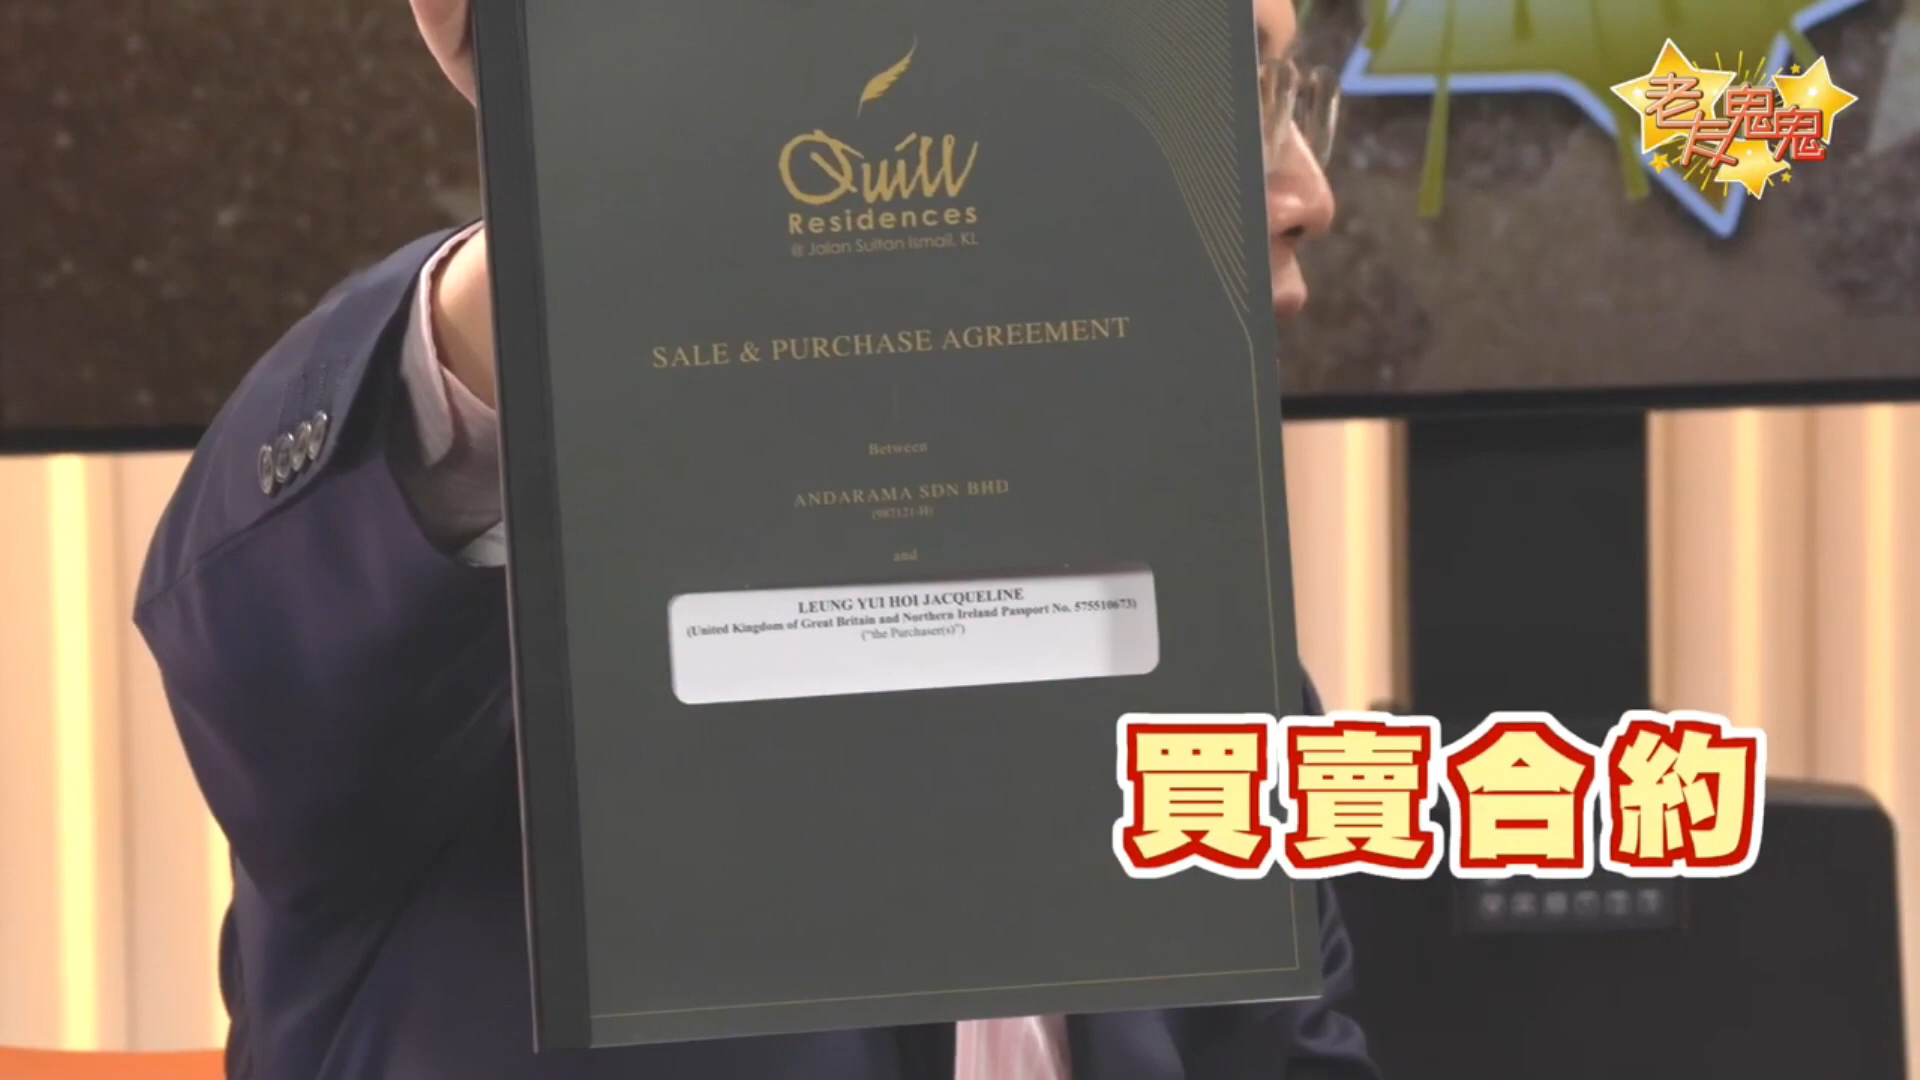 老友鬼鬼
Quill
Residences
@ Jalan Sultan Ismail, KL
SALE & PURCHASE AGREEMENT
Between
ANDARAMA SDN BHD
(987121-H)
and
LEUNG YUI HOI JACQUELINE
(United Kingdom of Great Britain and Northern Ireland Passport No. 575510673)
("the Purchaser(s)")
買賣合約